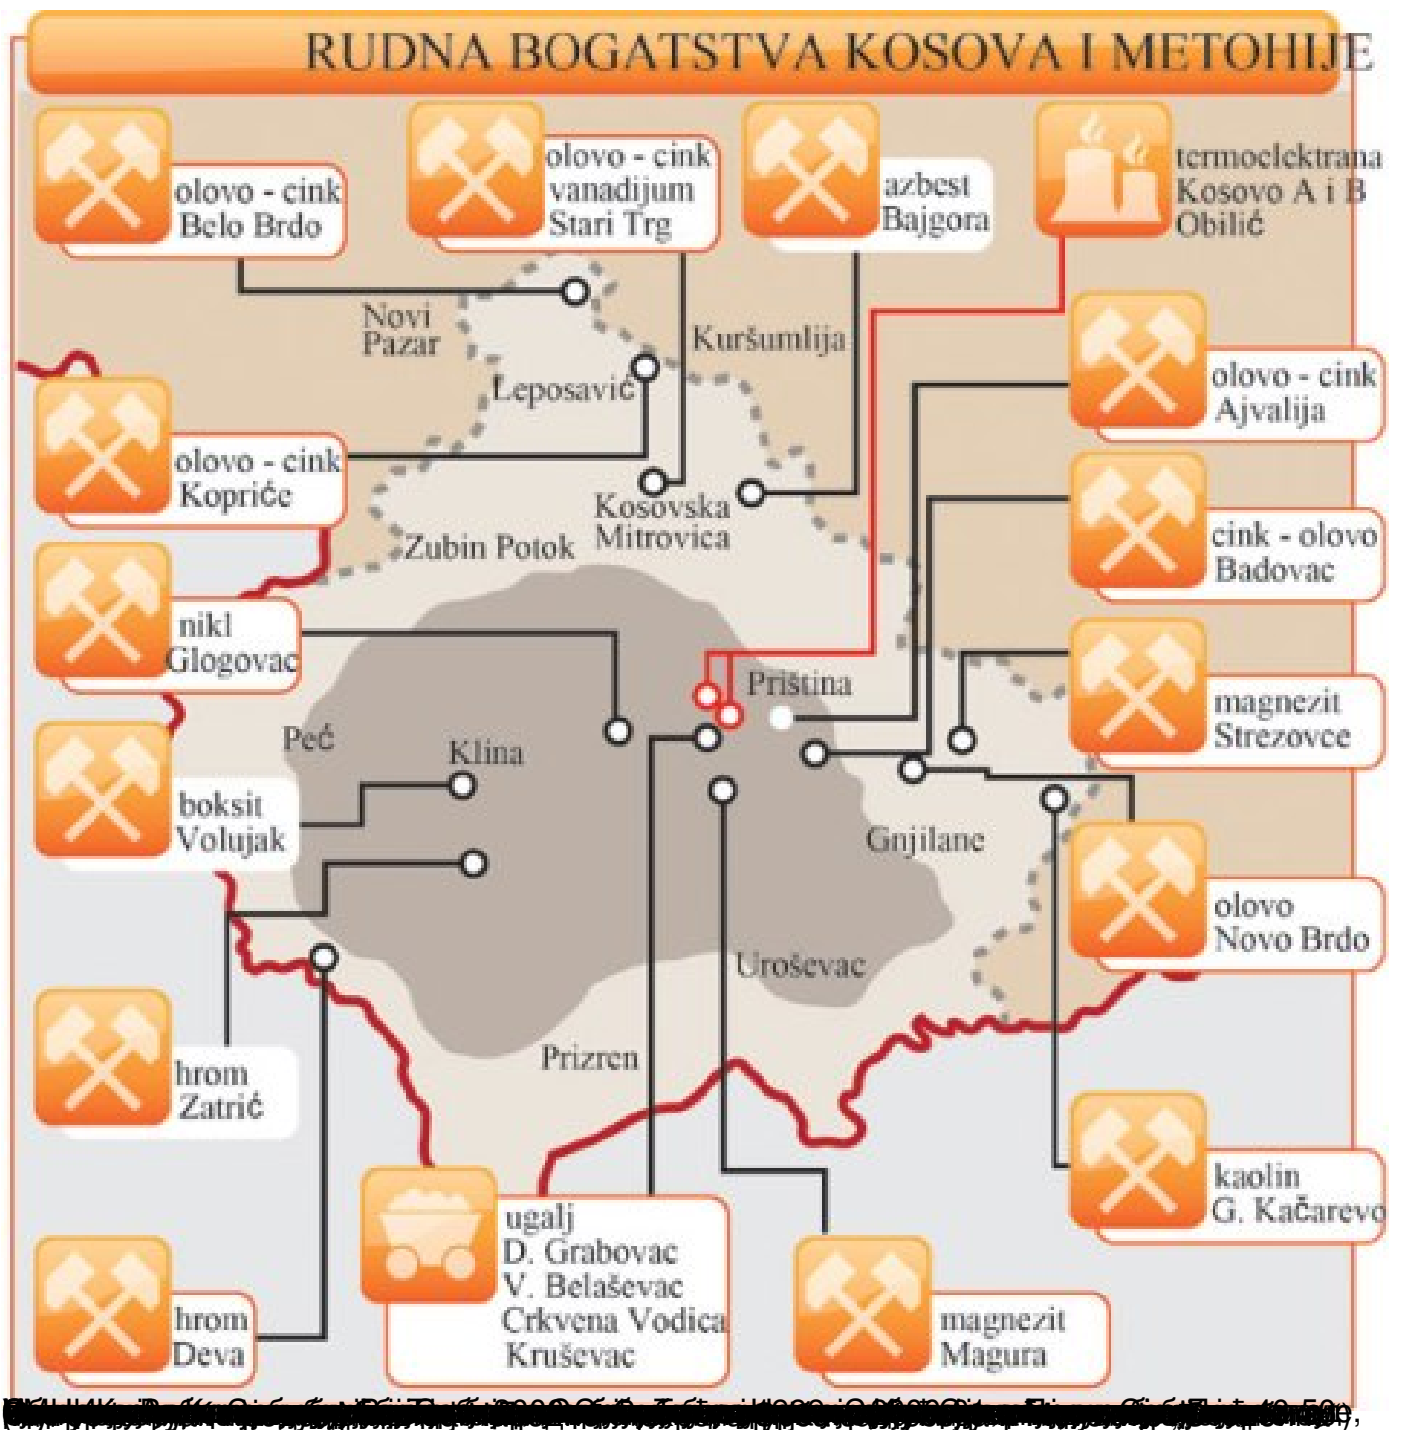 RUDNA BOGATSTVA KOSOVA I METOHIJE
olovo - cink
Belo Brdo
olovo - cink
vanadijum
Stari Trg
azbest
Bajgora
termoelektrana
Kosovo A i B
Obilić
Novi
Pazar
Kuršumlija
Leposavić
olovo - cink
Ajvalija
olovo - cink
Kopriće
Kosovska
Mitrovica
Zubin Potok
cink - olovo
Badovac
nikl
Glogovac
Priština
magnezit
Strezovce
Peć
Klina
boksit
Volujak
Gnjilane
olovo
Novo Brdo
Uroševac
Prizren
hrom
Zatrić
kaolin
G. Kačarevo
ugalj
D. Grabovac
V. Belaševac
Crkvena Vodica
Kruševac
hrom
Deva
magnezit
Magura